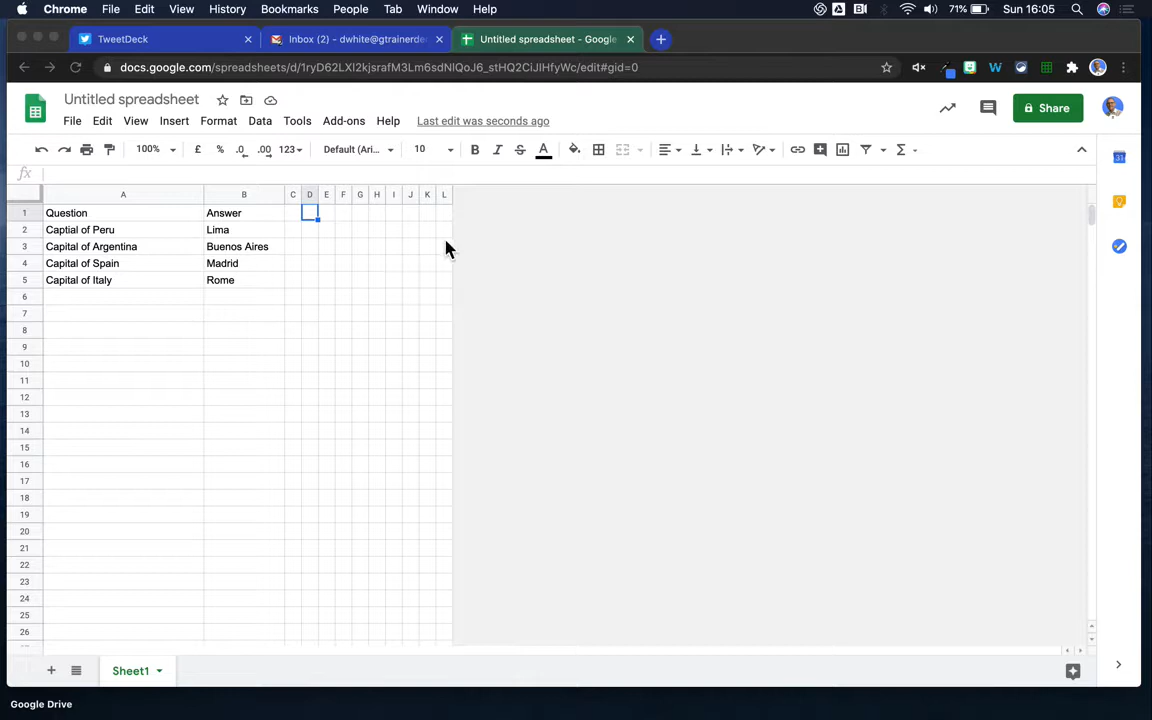 Chrome File Edit View History Bookmarks People Tab Window Help 71% Sun 16:05
TweetDeck Inbox (2) - dwhite@gtrainerde Untitled spreadsheet - Google
docs.google.com/spreadsheets/d/1ryD62LXI2kjsrafM3Lm6sdNlQoJ6_stHQ2CiJIHfyWc/edit#gid=0
Untitled spreadsheet
File Edit View Insert Format Data Tools Add-ons Help Last edit was seconds ago
Share
100% £ % .0 .00 123 Default (Ari... 10 B I S A
fx
A B C D E F G H I J K L
1 Question Answer
2 Captial of Peru Lima
3 Capital of Argentina Buenos Aires
4 Capital of Spain Madrid
5 Capital of Italy Rome
6
7
8
9
10
11
12
13
14
15
16
17
18
19
20
21
22
23
24
25
26
Sheet1
Google Drive